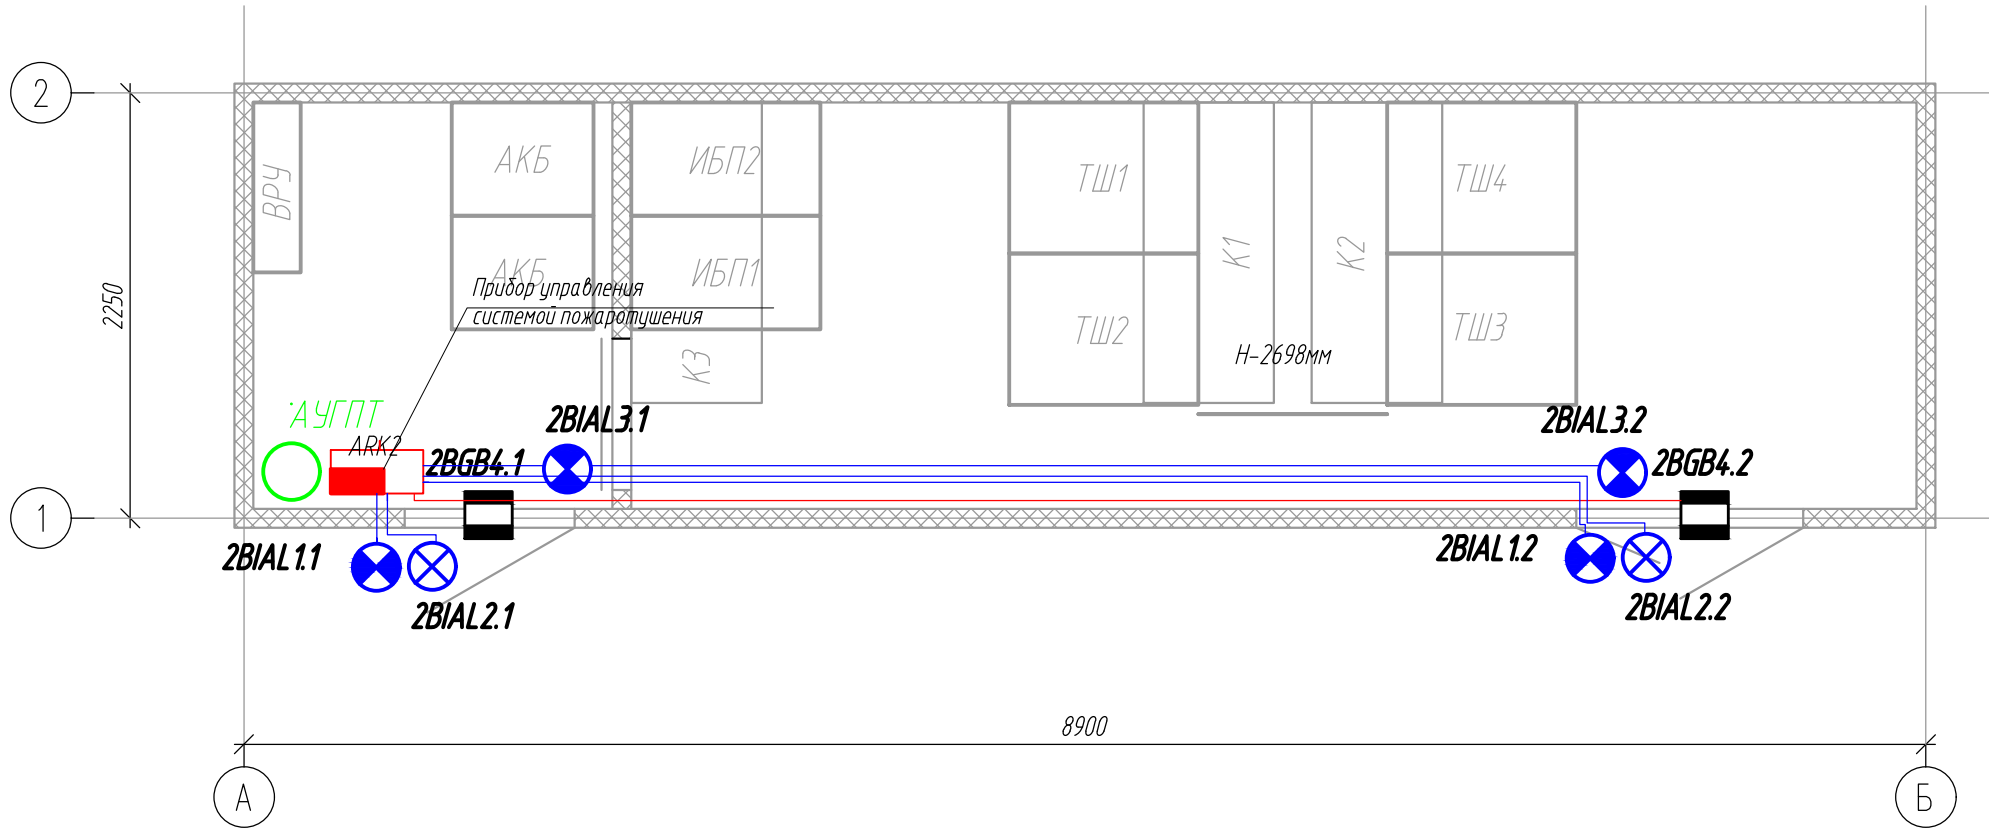 2
ВРУ
АКБ
ИБП2
ТШ1
ТШ4
АКБ
ИБП1
К1
К2
Прибор управления
системой пожаротушения
2250
ТШ2
ТШ3
К3
Н-2698мм
АУГПТ
ARK2
2BGB4.1
2BIAL3.1
2BIAL3.2
2BGB4.2
1
2BIAL1.1
2BIAL2.1
2BIAL1.2
2BIAL2.2
8900
А
Б